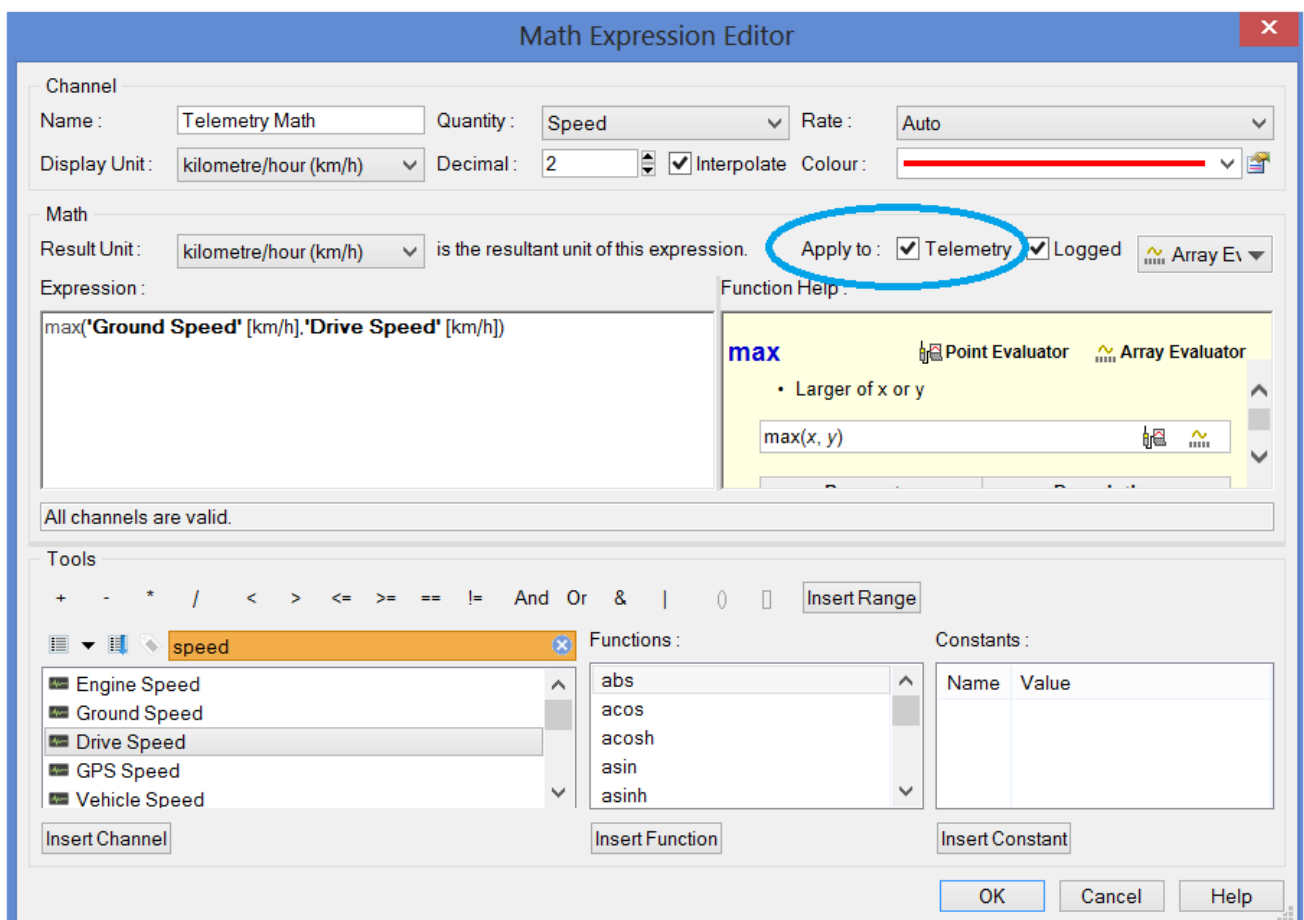 Math Expression Editor
Channel
Name : Telemetry Math Quantity : Speed Rate : Auto
Display Unit : kilometre/hour (km/h) Decimal : 2 Interpolate Colour :
Math
Result Unit : kilometre/hour (km/h) is the resultant unit of this expression. Apply to : Telemetry Logged Array Ev
Expression : Function Help :
max('Ground Speed' [km/h],'Drive Speed' [km/h])
max Point Evaluator Array Evaluator
• Larger of x or y
max(x, y)
All channels are valid.
Tools
+ - * / < > <= >= == != And Or & | () [] Insert Range
speed Functions : Constants :
Engine Speed abs Name Value
Ground Speed acos
Drive Speed acosh
GPS Speed asin
Vehicle Speed asinh
Insert Channel Insert Function Insert Constant
OK Cancel Help